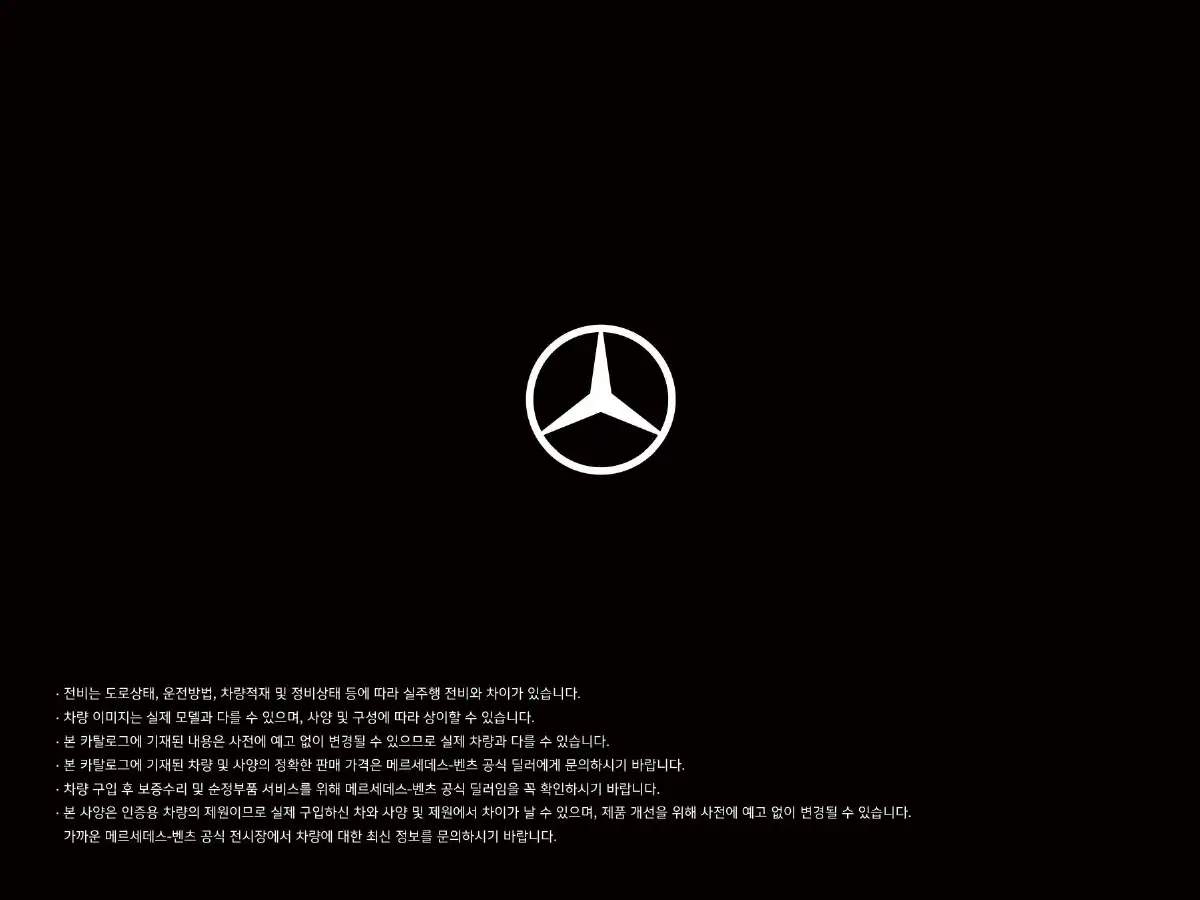 · 전비는 도로상태, 운전방법, 차량적재 및 정비상태 등에 따라 실주행 전비와 차이가 있습니다.
· 차량 이미지는 실제 모델과 다를 수 있으며, 사양 및 구성에 따라 상이할 수 있습니다.
· 본 카탈로그에 기재된 내용은 사전에 예고 없이 변경될 수 있으므로 실제 차량과 다를 수 있습니다.
· 본 카탈로그에 기재된 차량 및 사양의 정확한 판매 가격은 메르세데스-벤츠 공식 딜러에게 문의하시기 바랍니다.
· 차량 구입 후 보증수리 및 순정부품 서비스를 위해 메르세데스-벤츠 공식 딜러임을 꼭 확인하시기 바랍니다.
· 본 사양은 인증용 차량의 제원이므로 실제 구입하신 차와 사양 및 제원에서 차이가 날 수 있으며, 제품 개선을 위해 사전에 예고 없이 변경될 수 있습니다.
가까운 메르세데스-벤츠 공식 전시장에서 차량에 대한 최신 정보를 문의하시기 바랍니다.